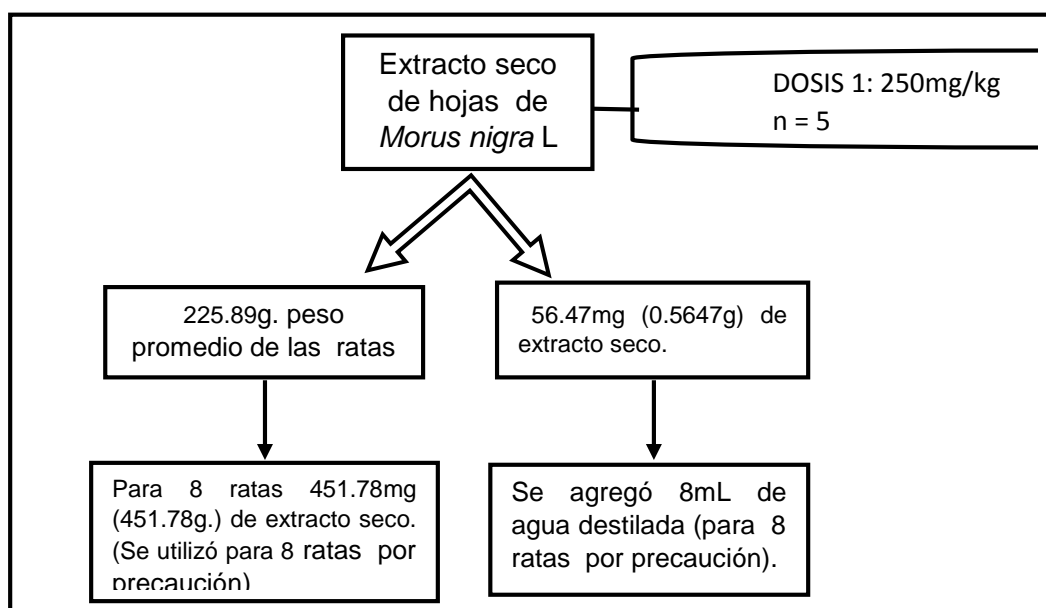 Extracto seco
de hojas de
Morus nigra L
DOSIS 1: 250mg/kg
n = 5
225.89g. peso
promedio de las ratas
56.47mg (0.5647g) de
extracto seco.
Para 8 ratas 451.78mg
(451.78g.) de extracto seco.
(Se utilizó para 8 ratas por
precaución)
Se agregó 8mL de
agua destilada (para 8
ratas por precaución).